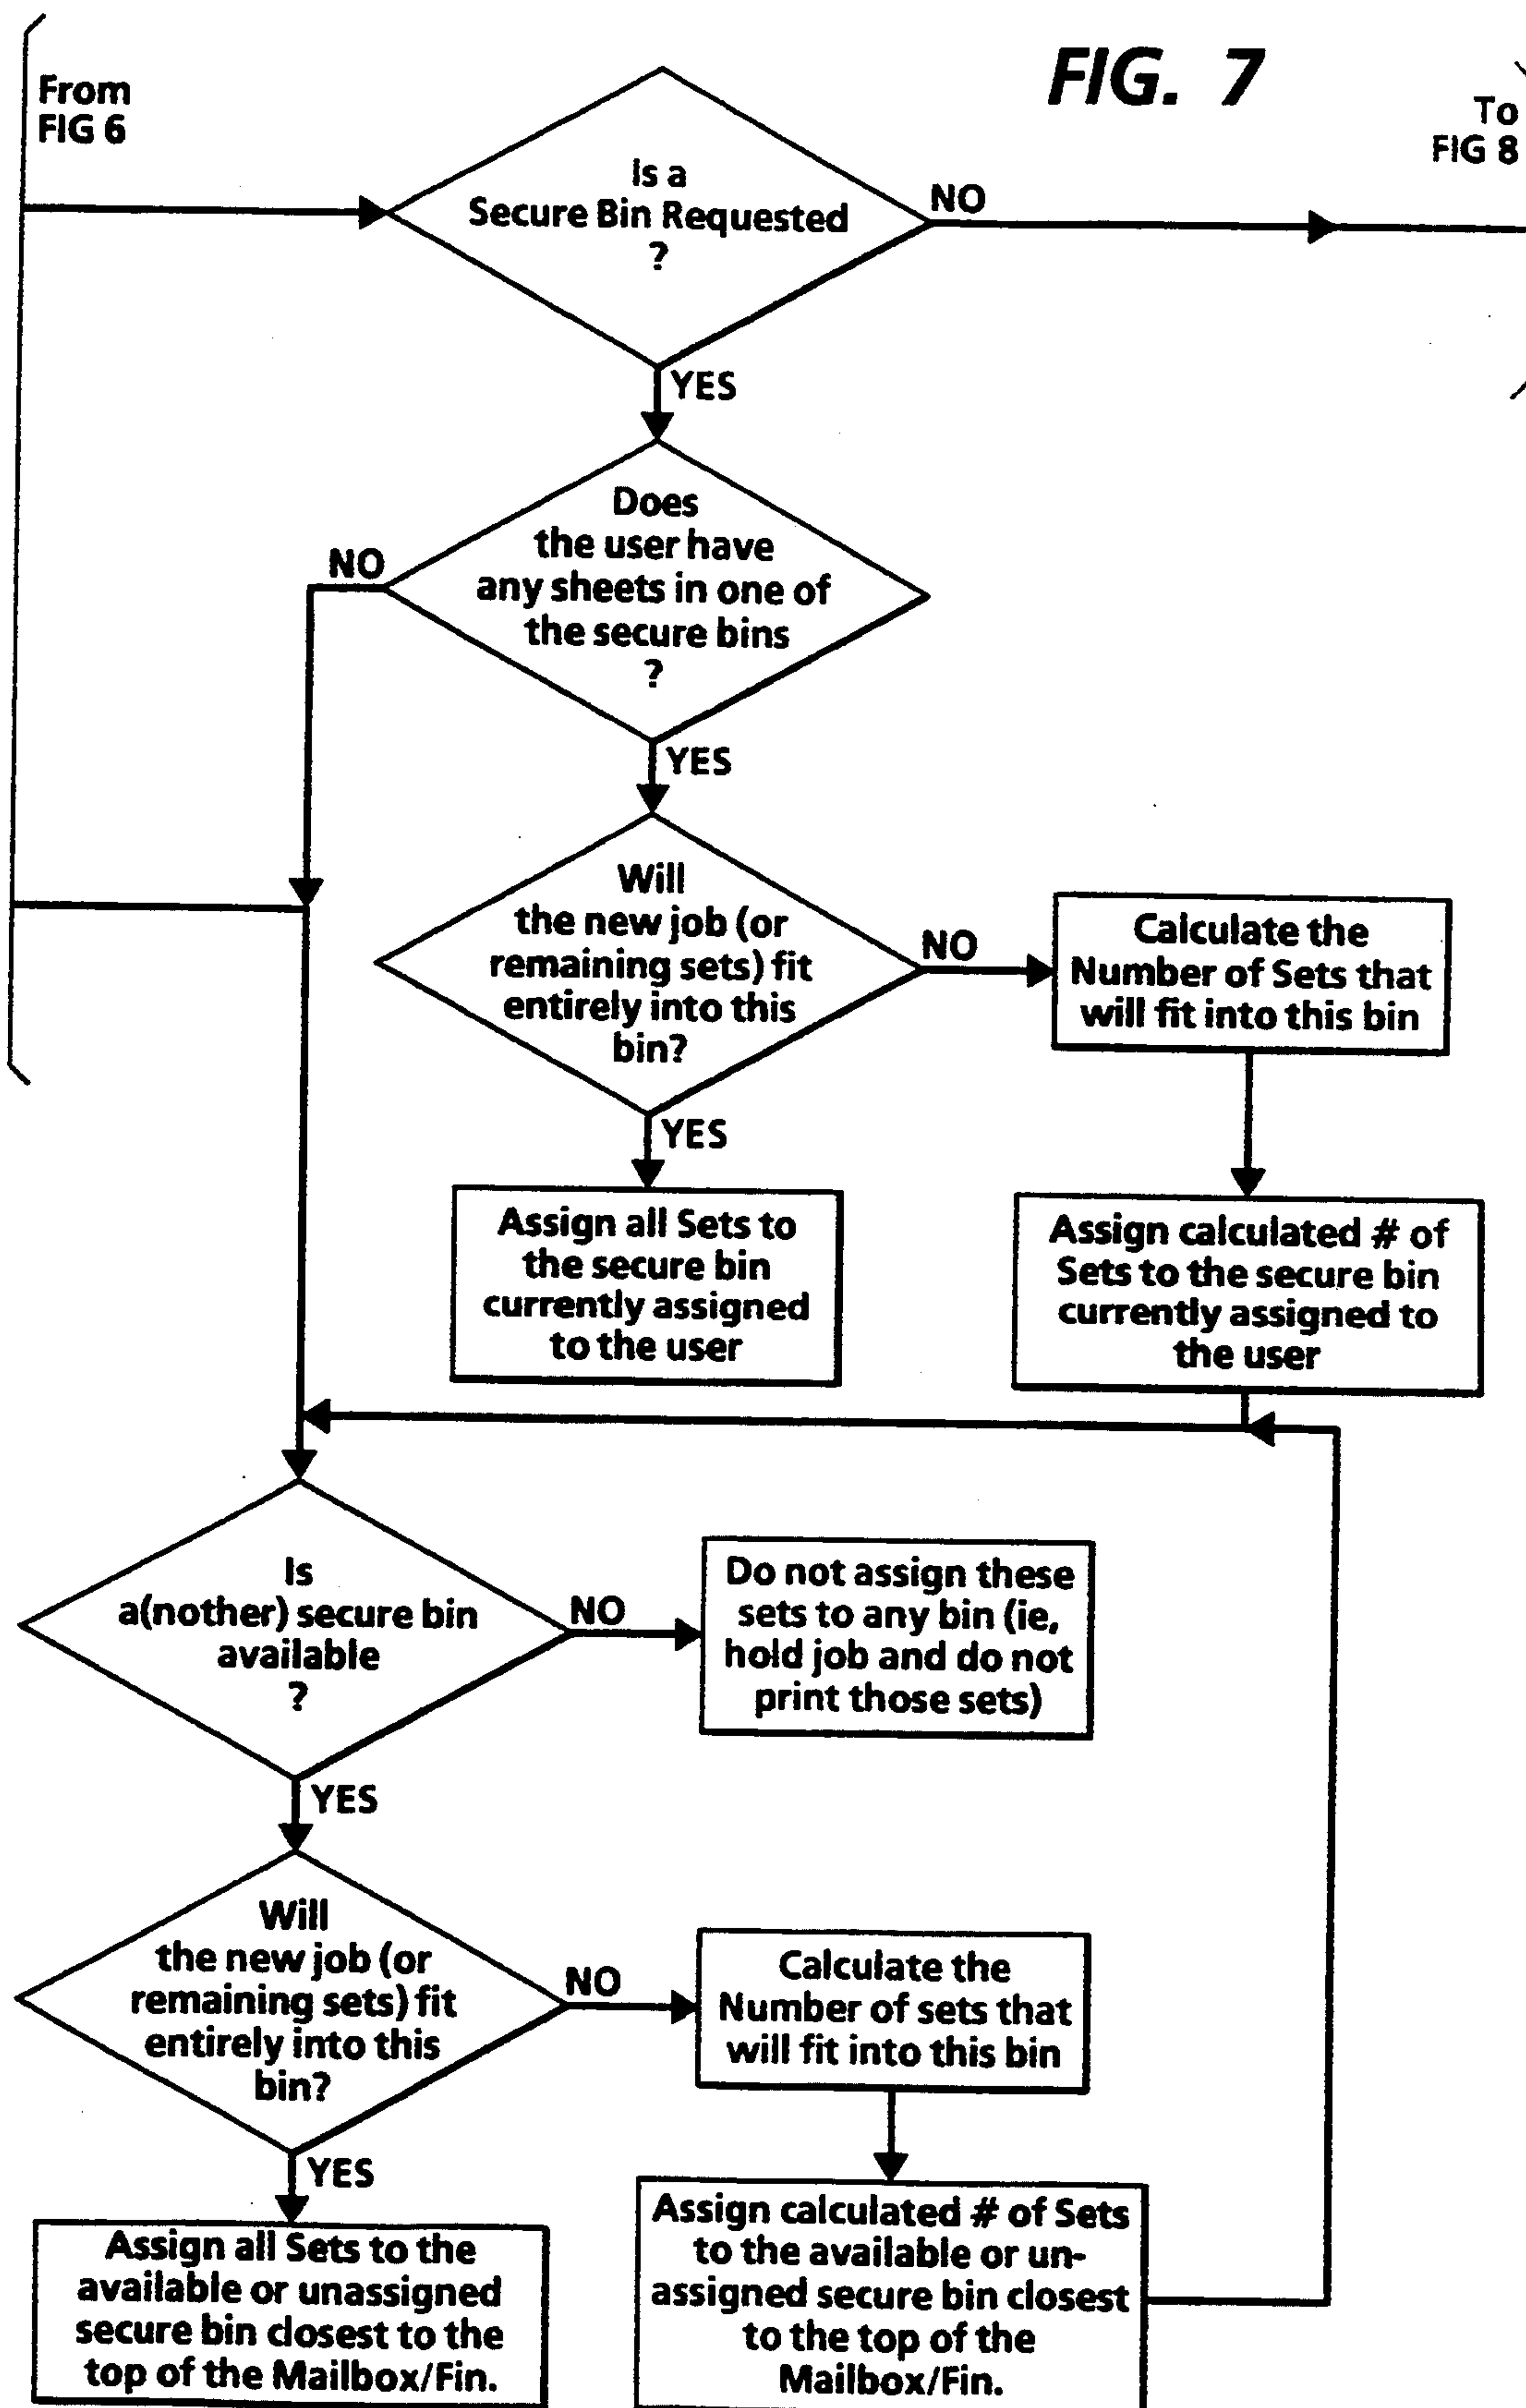 FIG. 7
From
FIG 6
To
FIG 8
Is a
Secure Bin Requested
?
NO
YES
Does
the user have
any sheets in one of
the secure bins
?
NO
YES
Will
the new job (or
remaining sets) fit
entirely into this
bin?
NO
Calculate the
Number of Sets that
will fit into this bin
YES
Assign all Sets to
the secure bin
currently assigned
to the user
Assign calculated # of
Sets to the secure bin
currently assigned to
the user
Is
a(nother) secure bin
available
?
NO
Do not assign these
sets to any bin (ie,
hold job and do not
print those sets)
YES
Will
the new job (or
remaining sets) fit
entirely into this
bin?
NO
Calculate the
Number of sets that
will fit into this bin
YES
Assign all Sets to the
available or unassigned
secure bin closest to the
top of the Mailbox/Fin.
Assign calculated # of Sets
to the available or un-
assigned secure bin closest
to the top of the
Mailbox/Fin.